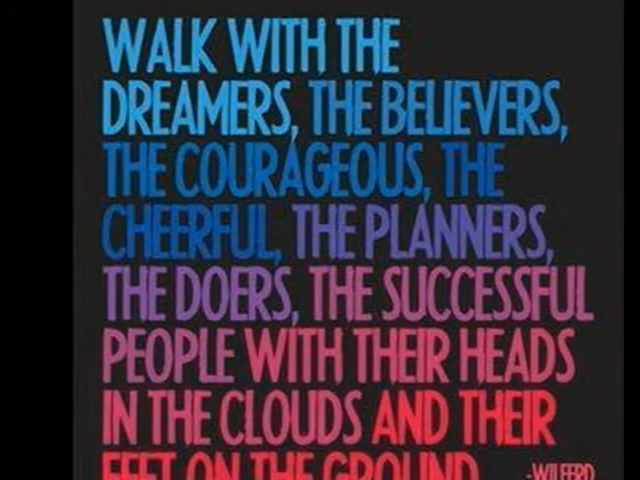 WALK WITH THE
DREAMERS, THE BELIEVERS,
THE COURAGEOUS, THE
CHEERFUL, THE PLANNERS,
THE DOERS, THE SUCCESSFUL
PEOPLE WITH THEIR HEADS
IN THE CLOUDS AND THEIR
FEET ON THE GROUND. -WILFERD